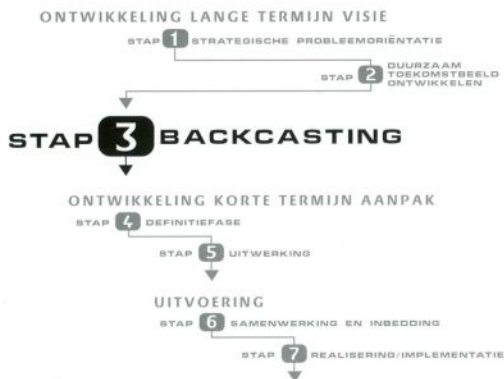 ONTWIKKELING LANGE TERMIJN VISIE
STAP 1 STRATEGISCHE PROBLEEMORIËNTATIE
STAP 2 DUURZAAM
TOEKOMSTBEELD
ONTWIKKELEN
STAP 3 BACKCASTING
ONTWIKKELING KORTE TERMIJN AANPAK
STAP 4 DEFINITIEFASE
STAP 5 UITWERKING
UITVOERING
STAP 6 SAMENWERKING EN INBEDDING
STAP 7 REALISERING/IMPLEMENTATIE